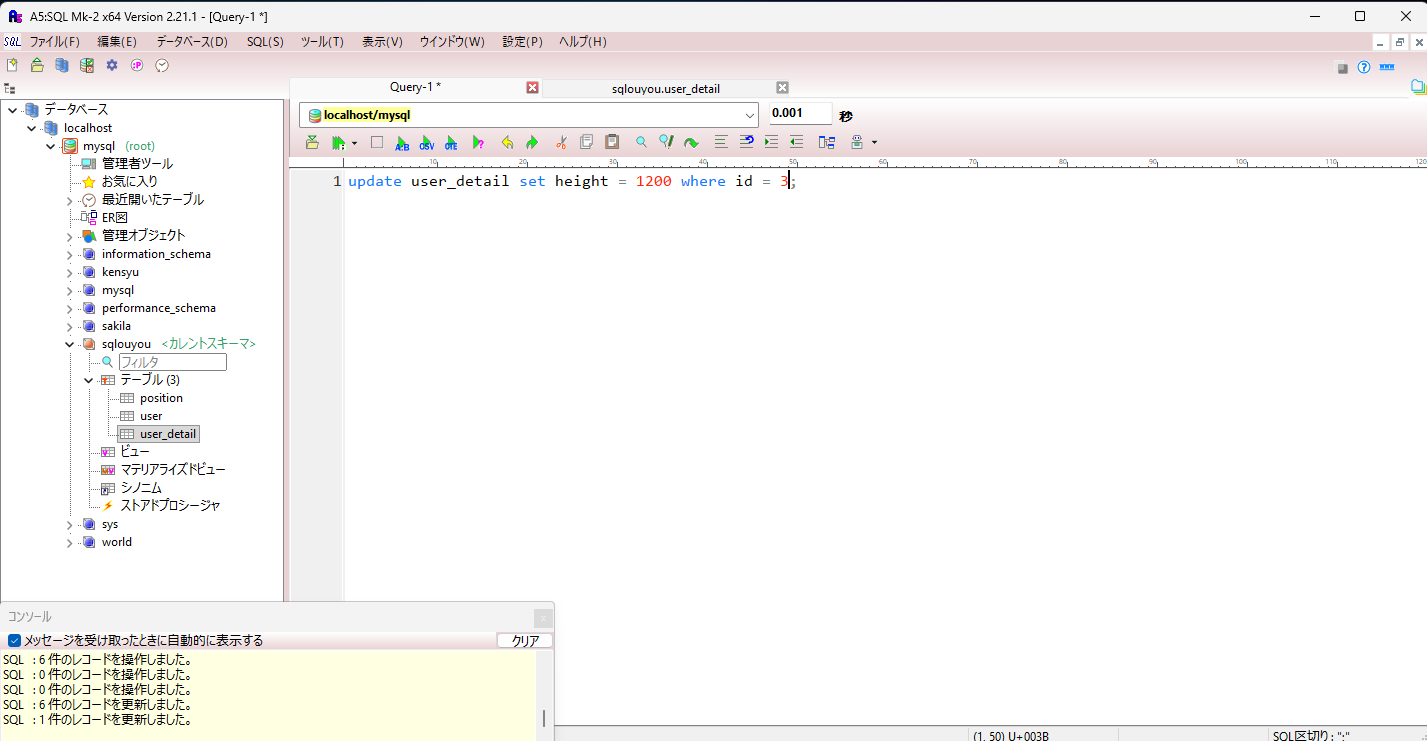 A5:SQL Mk-2 x64 Version 2.21.1 - [Query-1 *]
SQL ファイル(F) 編集(E) データベース(D) SQL(S) ツール(T) 表示(V) ウインドウ(W) 設定(P) ヘルプ(H)
Query-1 * sqlouyou.user_detail
データベース
localhost
mysql (root)
管理者ツール
お気に入り
最近開いたテーブル
ER図
管理オブジェクト
information_schema
kensyu
mysql
performance_schema
sakila
sqlouyou <カレントスキーマ>
フィルタ
テーブル (3)
position
user
user_detail
ビュー
マテリアライズドビュー
シノニム
ストアドプロシージャ
sys
world
localhost/mysql 0.001 秒
A:B CSV DTE
10 20 30 40 50 60 70 80 90 100 110 120
1 update user_detail set height = 1200 where id = 3;
コンソール
メッセージを受け取ったときに自動的に表示する クリア
SQL : 6 件のレコードを操作しました。
SQL : 0 件のレコードを操作しました。
SQL : 0 件のレコードを操作しました。
SQL : 6 件のレコードを更新しました。
SQL : 1 件のレコードを更新しました。
(1, 50) U+003B SQL区切り : ";"